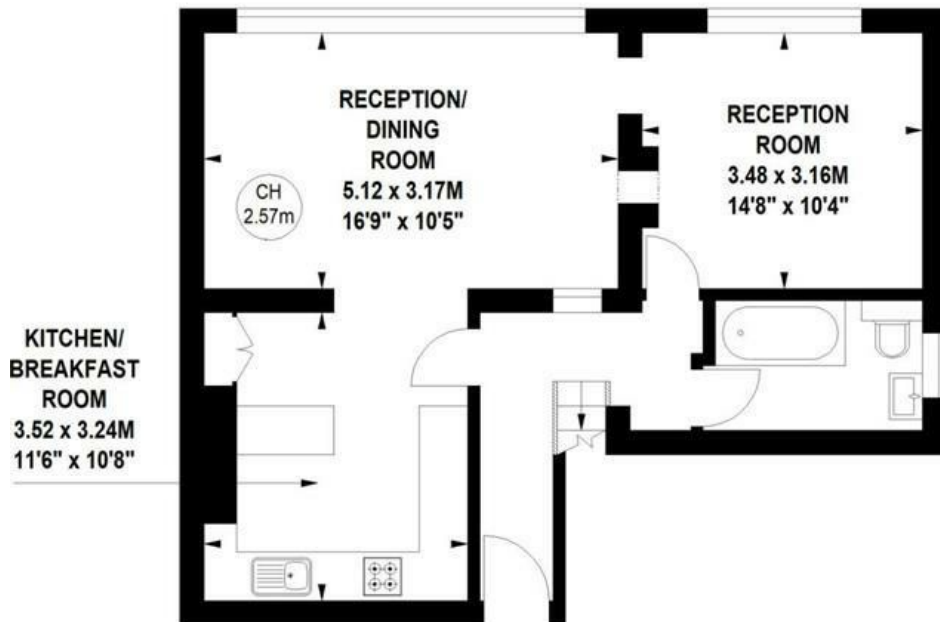 RECEPTION/
DINING
ROOM
5.12 x 3.17M
16'9" x 10'5"
CH
2.57m
RECEPTION
ROOM
3.48 x 3.16M
14'8" x 10'4"
KITCHEN/
BREAKFAST
ROOM
3.52 x 3.24M
11'6" x 10'8"